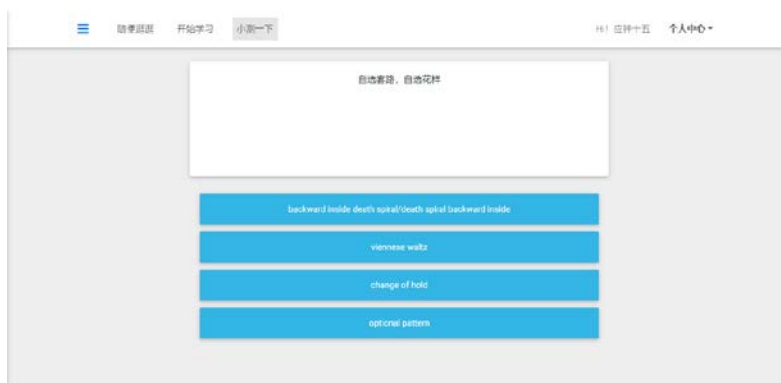 随便逛逛 开始学习 小测一下 Hi! 应钟十五 个人中心
自选套路，自选花样
backward inside death spiral/death spiral backward inside
viennese waltz
change of hold
optional pattern